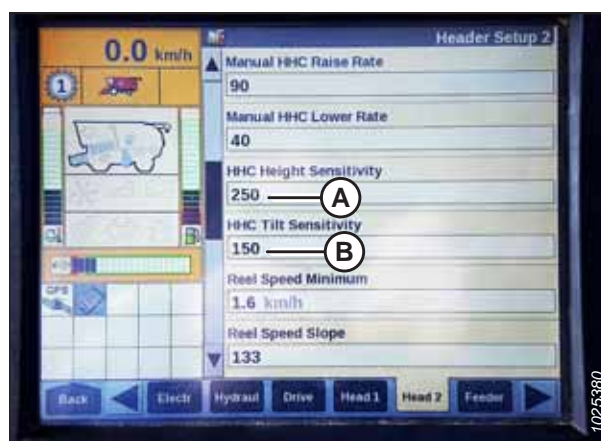 0.0 km/h
Header Setup 2
1
Manual HHC Raise Rate
90
Manual HHC Lower Rate
40
HHC Height Sensitivity
250
A
HHC Tilt Sensitivity
150
B
Reel Speed Minimum
1.6 km/h
Reel Speed Slope
133
GPS
Back
Electr
Hydraul
Drive
Head 1
Head 2
Feeder
1025380